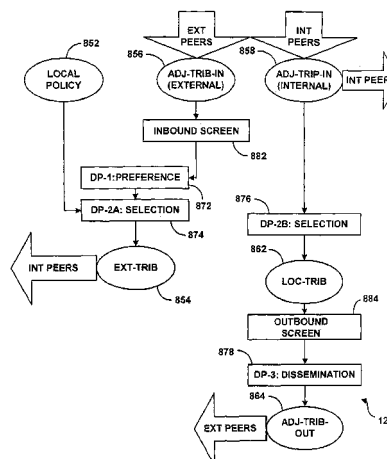 EXT
PEERS
INT
PEERS
852
856
858
LOCAL
POLICY
ADJ-TRIB-IN
(EXTERNAL)
ADJ-TRIP-IN
(INTERNAL)
INT PEERS
INBOUND SCREEN
882
DP-1:PREFERENCE
872
876
DP-2A: SELECTION
874
DP-2B: SELECTION
862
INT PEERS
EXT-TRIB
LOC-TRIB
854
884
OUTBOUND
SCREEN
878
DP-3: DISSEMINATION
864
EXT PEERS
ADJ-TRIB-
OUT
12